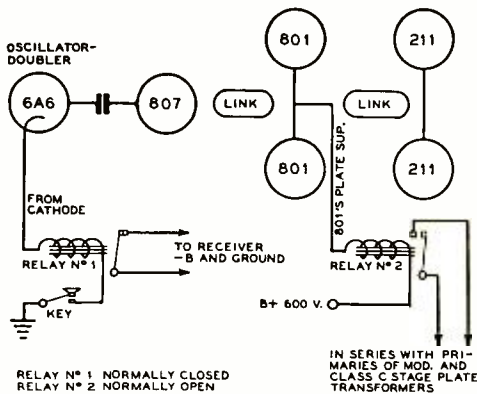 OSCILLATOR-
DOUBLER
6A6
807
LINK
801
801
LINK
211
211
FROM
CATHODE
801'S PLATE SUP.
RELAY Nº 1
KEY
TO RECEIVER
-B AND GROUND
RELAY Nº 2
B+ 600 V.
RELAY Nº 1 NORMALLY CLOSED
RELAY Nº 2 NORMALLY OPEN
IN SERIES WITH PRI-
MARIES OF MOD. AND
CLASS C STAGE PLATE
TRANSFORMERS